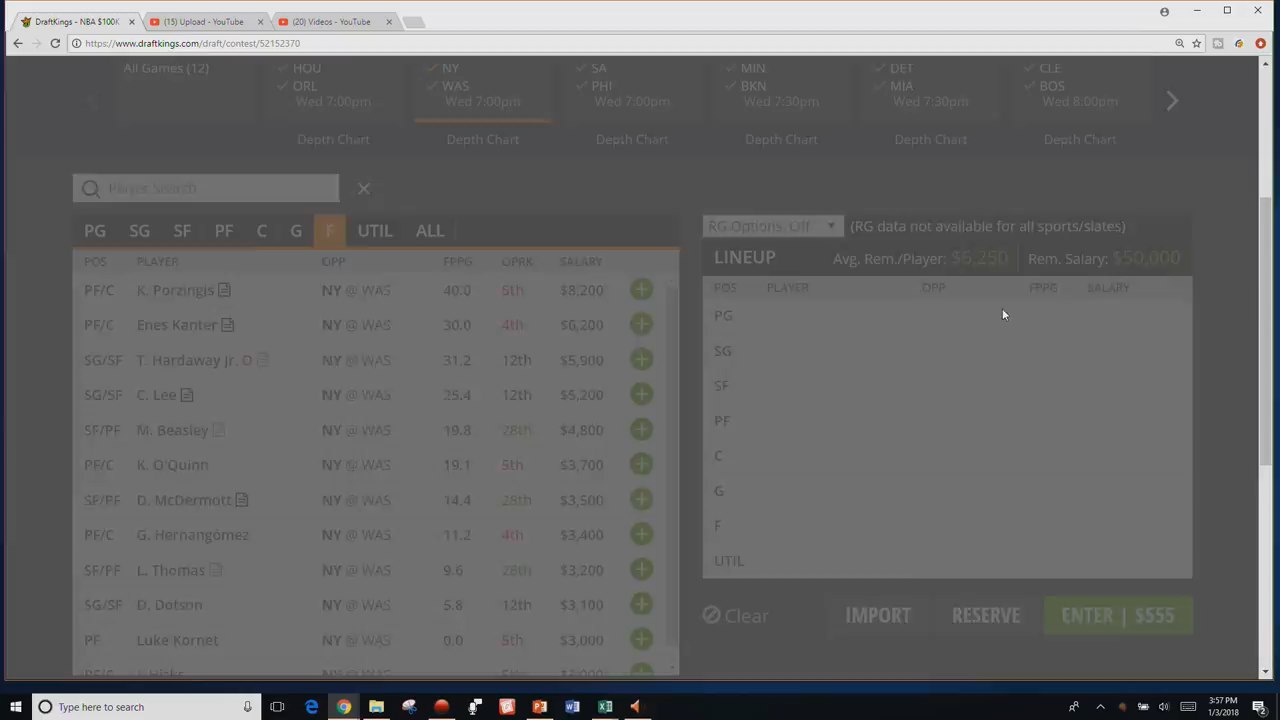 DraftKings - NBA $100K
(15) Upload - YouTube
(20) Videos - YouTube
https://www.draftkings.com/draft/contest/52152370
All Games (12)
HOU
ORL
Wed 7:00pm
NY
WAS
Wed 7:00pm
SA
PHI
Wed 7:00pm
MIN
BKN
Wed 7:30pm
DET
MIA
Wed 7:30pm
CLE
BOS
Wed 8:00pm
Depth Chart Depth Chart Depth Chart Depth Chart Depth Chart Depth Chart
Player Search
PG SG SF PF C G F UTIL ALL
POS PLAYER OPP FPPG OPRK SALARY
PF/C K. Porzingis NY @ WAS 40.0 5th $8,200
PF/C Enes Kanter NY @ WAS 30.0 4th $6,200
SG/SF T. Hardaway Jr. O NY @ WAS 31.2 12th $5,900
SG/SF C. Lee NY @ WAS 25.4 12th $5,200
SF/PF M. Beasley NY @ WAS 19.8 28th $4,800
PF/C K. O'Quinn NY @ WAS 19.1 5th $3,700
SF/PF D. McDermott NY @ WAS 14.4 28th $3,500
PF/C G. Hernangómez NY @ WAS 11.2 4th $3,400
SF/PF L. Thomas NY @ WAS 9.6 28th $3,200
SG/SF D. Dotson NY @ WAS 5.8 12th $3,100
PF Luke Kornet NY @ WAS 0.0 5th $3,000
RG Options: Off (RG data not available for all sports/slates)
LINEUP Avg. Rem./Player: $6,250 Rem. Salary: $50,000
POS PLAYER OPP FPPG SALARY
PG
SG
SF
PF
C
G
F
UTIL
Clear IMPORT RESERVE ENTER | $555
Type here to search
3:57 PM
1/3/2018